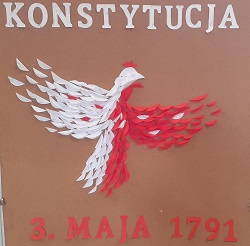 KONSTYTUCJA
3. MAJA 1791